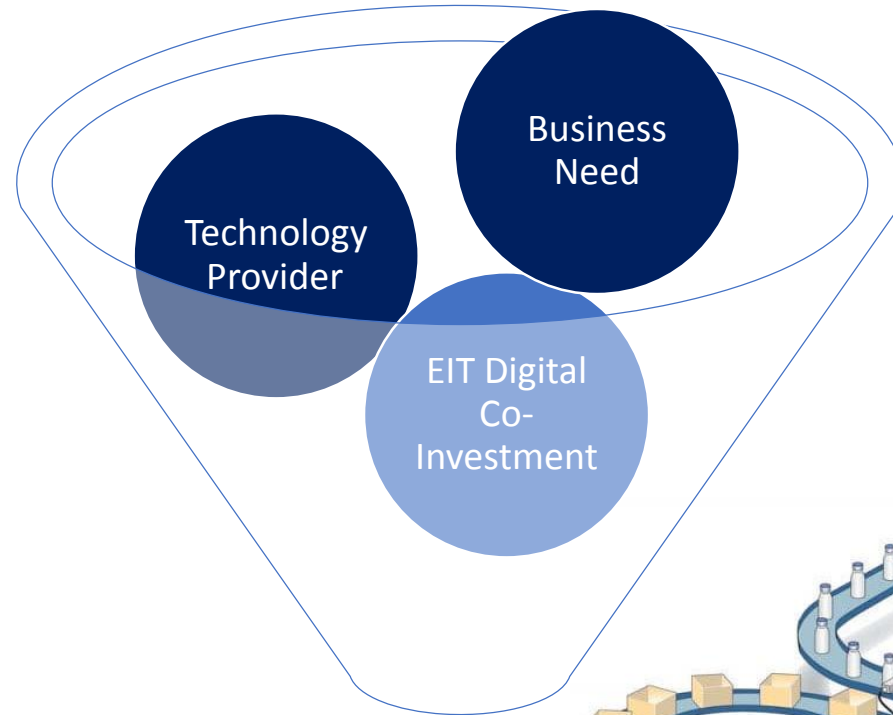 Business
Need
Technology
Provider
EIT Digital
Co-
Investment